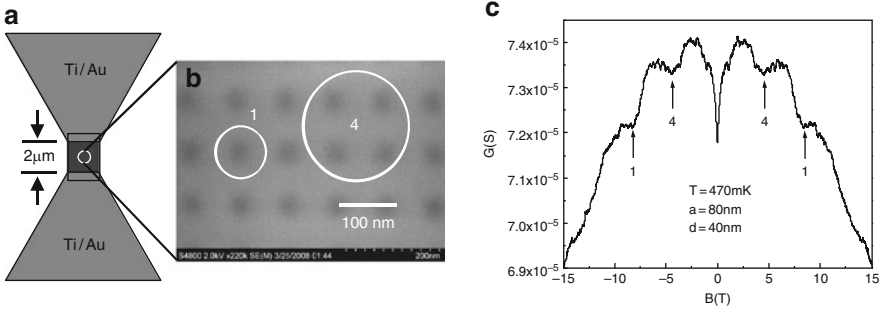 a
Ti/Au
2μm
Ti/Au
b
1
4
100 nm
S4800 2.0kV x220k SE(M) 3/25/2008 01:44
200nm
c
G(S)
7.4x10⁻⁵
7.3x10⁻⁵
7.2x10⁻⁵
7.1x10⁻⁵
7.0x10⁻⁵
6.9x10⁻⁵
4
4
1
1
T = 470mK
a = 80nm
d = 40nm
−15 −10 −5 0 5 10 15
B(T)